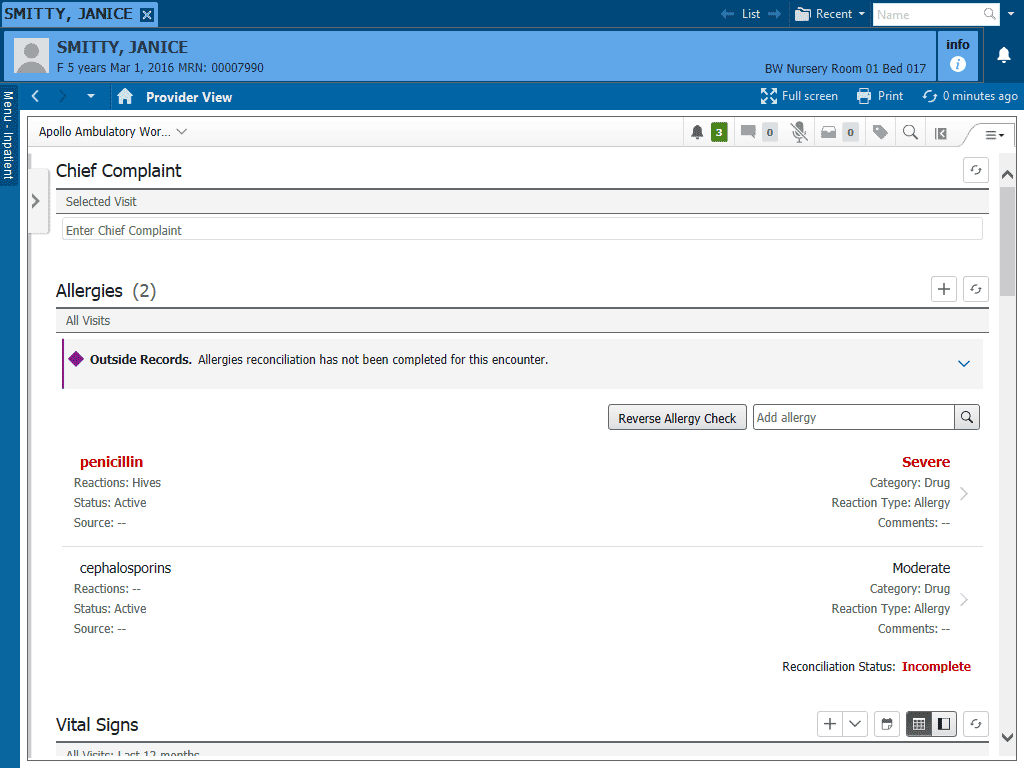 SMITTY, JANICE
List
Recent
Name
SMITTY, JANICE
F 5 years Mar 1, 2016 MRN: 00007990
BW Nursery Room 01 Bed 017
info
Menu - Inpatient
Provider View
Full screen
Print
0 minutes ago
Apollo Ambulatory Wor...
3
0
0
Chief Complaint
Selected Visit
Enter Chief Complaint
Allergies (2)
All Visits
Outside Records. Allergies reconciliation has not been completed for this encounter.
Reverse Allergy Check
Add allergy
penicillin
Severe
Reactions: Hives
Category: Drug
Status: Active
Reaction Type: Allergy
Source: --
Comments: --
cephalosporins
Moderate
Reactions: --
Category: Drug
Status: Active
Reaction Type: Allergy
Source: --
Comments: --
Reconciliation Status: Incomplete
Vital Signs
All Visits: Last 12 months